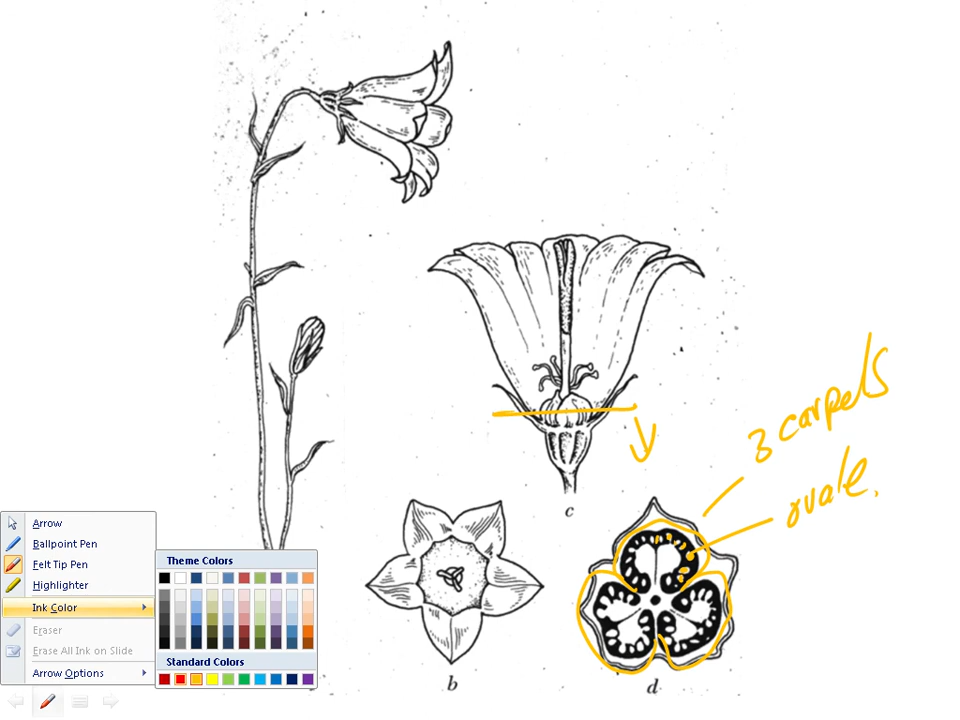 3 carpels
ovule.
c
Arrow
Ballpoint Pen
Felt Tip Pen
Highlighter
Ink Color
Eraser
Erase All Ink on Slide
Arrow Options
Theme Colors
Standard Colors
b
d